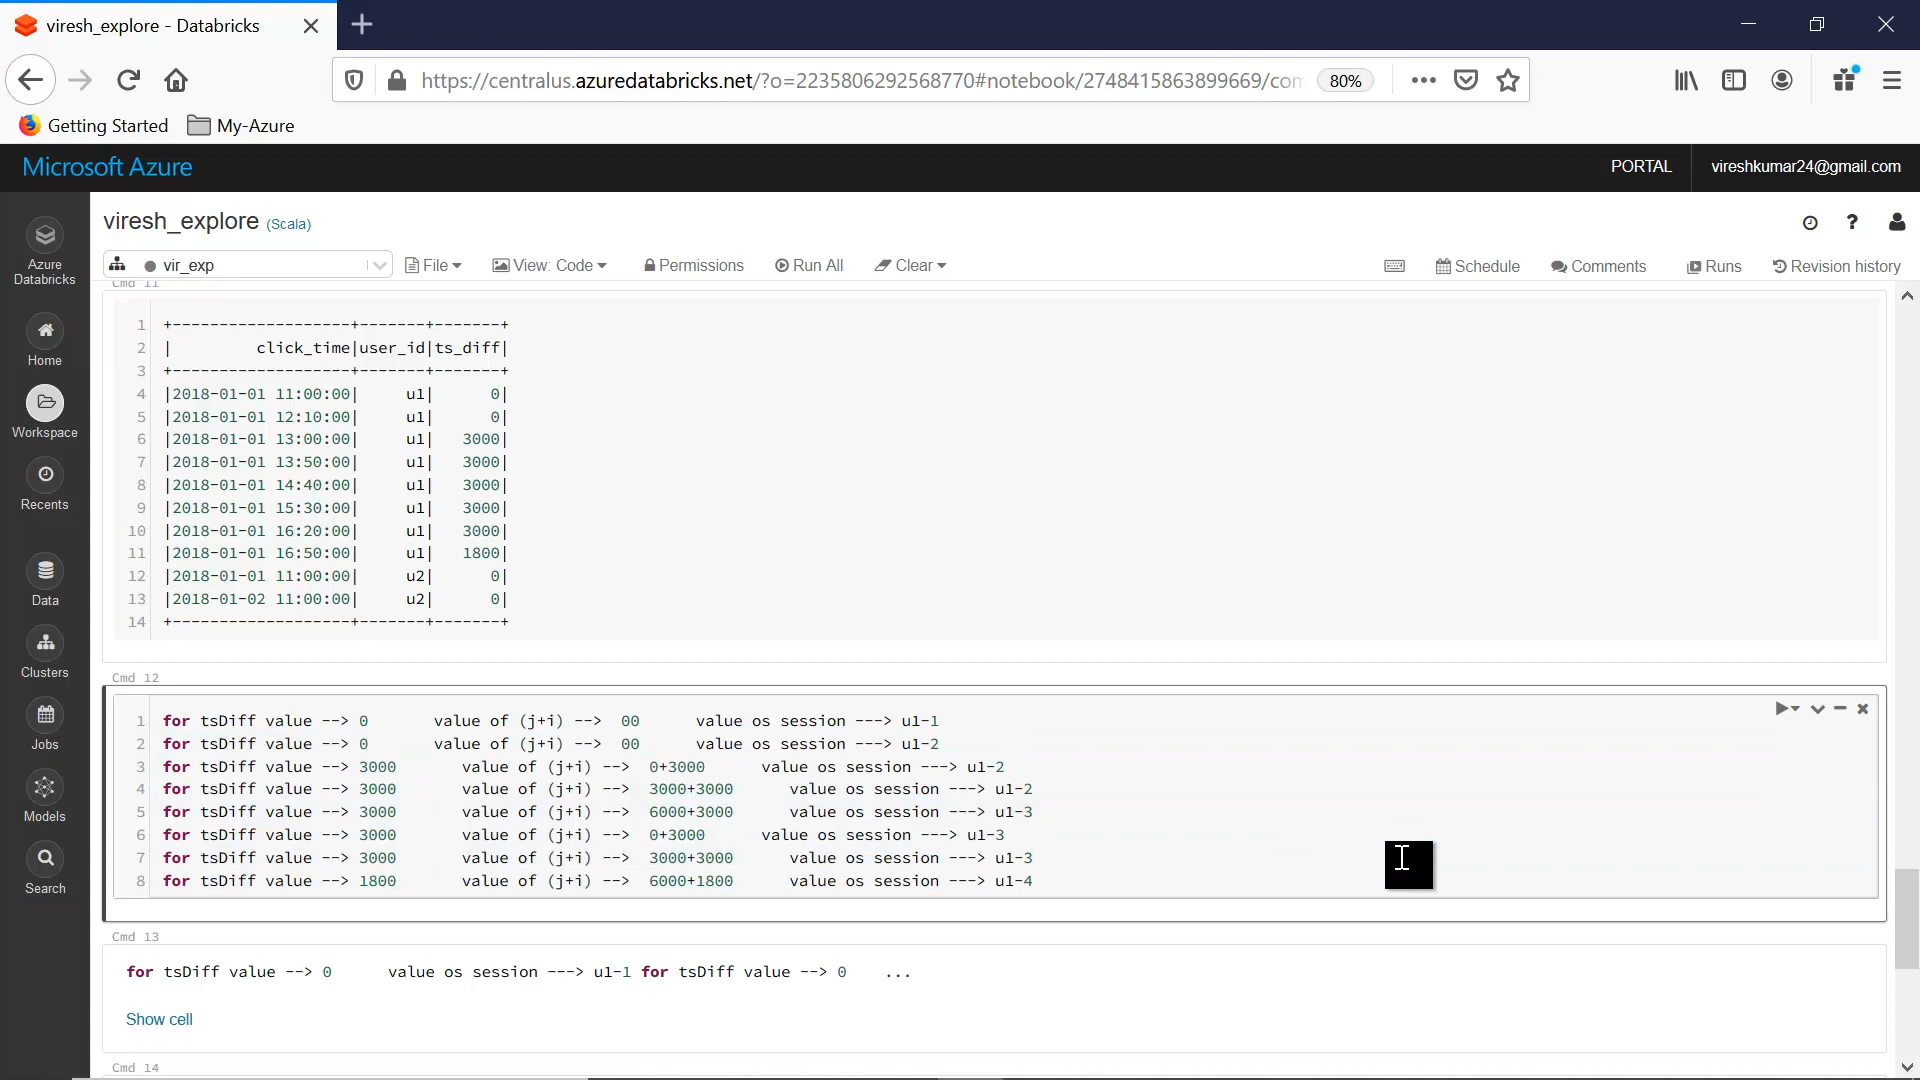 viresh_explore - Databricks
https://centralus.azuredatabricks.net/?o=2235806292568770#notebook/2748415863899669/con
80%
Getting Started
My-Azure
Microsoft Azure
PORTAL
vireshkumar24@gmail.com
viresh_explore (Scala)
vir_exp
File
View: Code
Permissions
Run All
Clear
Schedule
Comments
Runs
Revision history
Azure
Databricks
Home
Workspace
Recents
Data
Clusters
Jobs
Models
Search
Cmd 11
1 +-------------------+-------+-------+
2 |         click_time|user_id|ts_diff|
3 +-------------------+-------+-------+
4 |2018-01-01 11:00:00|     u1|      0|
5 |2018-01-01 12:10:00|     u1|      0|
6 |2018-01-01 13:00:00|     u1|   3000|
7 |2018-01-01 13:50:00|     u1|   3000|
8 |2018-01-01 14:40:00|     u1|   3000|
9 |2018-01-01 15:30:00|     u1|   3000|
10 |2018-01-01 16:20:00|     u1|   3000|
11 |2018-01-01 16:50:00|     u1|   1800|
12 |2018-01-01 11:00:00|     u2|      0|
13 |2018-01-02 11:00:00|     u2|      0|
14 +-------------------+-------+-------+
Cmd 12
1 for tsDiff value --> 0       value of (j+i) -->  00      value os session ---> u1-1
2 for tsDiff value --> 0       value of (j+i) -->  00      value os session ---> u1-2
3 for tsDiff value --> 3000       value of (j+i) -->  0+3000      value os session ---> u1-2
4 for tsDiff value --> 3000       value of (j+i) -->  3000+3000      value os session ---> u1-2
5 for tsDiff value --> 3000       value of (j+i) -->  6000+3000      value os session ---> u1-3
6 for tsDiff value --> 3000       value of (j+i) -->  0+3000      value os session ---> u1-3
7 for tsDiff value --> 3000       value of (j+i) -->  3000+3000      value os session ---> u1-3
8 for tsDiff value --> 1800       value of (j+i) -->  6000+1800      value os session ---> u1-4
Cmd 13
for tsDiff value --> 0      value os session ---> u1-1 for tsDiff value --> 0    ...
Show cell
Cmd 14